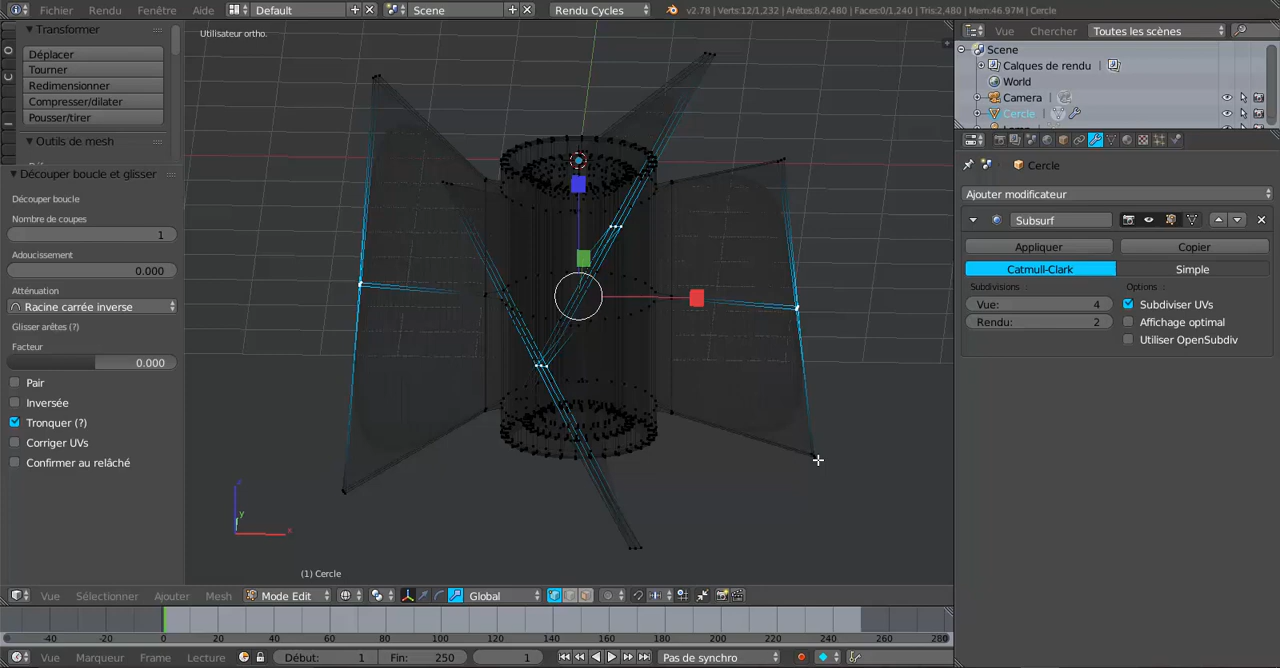 Fichier Rendu Fenêtre Aide Default Scene Rendu Cycles v2.78 | Verts:12/1,232 | Arêtes:8/2,480 | Faces:0/1,240 | Tris:2,480 | Mem:46.97M | Cercle
Transformer
Déplacer
Tourner
Redimensionner
Compresser/dilater
Pousser/tirer
Outils de mesh
Découper boucle et glisser
Découper boucle
Nombre de coupes
1
Adoucissement
0.000
Atténuation
Racine carrée inverse
Glisser arêtes (?)
Facteur
0.000
Pair
Inversée
Tronquer (?)
Corriger UVs
Confirmer au relâché
Utilisateur ortho.
z
y
x
(1) Cercle
Vue Chercher Toutes les scènes
Scene
Calques de rendu
World
Camera
Cercle
Cercle
Ajouter modificateur
Subsurf
Appliquer Copier
Catmull-Clark Simple
Subdivisions : Options :
Vue: 4 Subdiviser UVs
Rendu: 2 Affichage optimal
Utiliser OpenSubdiv
Vue Sélectionner Ajouter Mesh Mode Edit Global
-40 -20 0 20 40 60 80 100 120 140 160 180 200 220 240 260 280
Vue Marqueur Frame Lecture Début: 1 Fin: 250 1 Pas de synchro